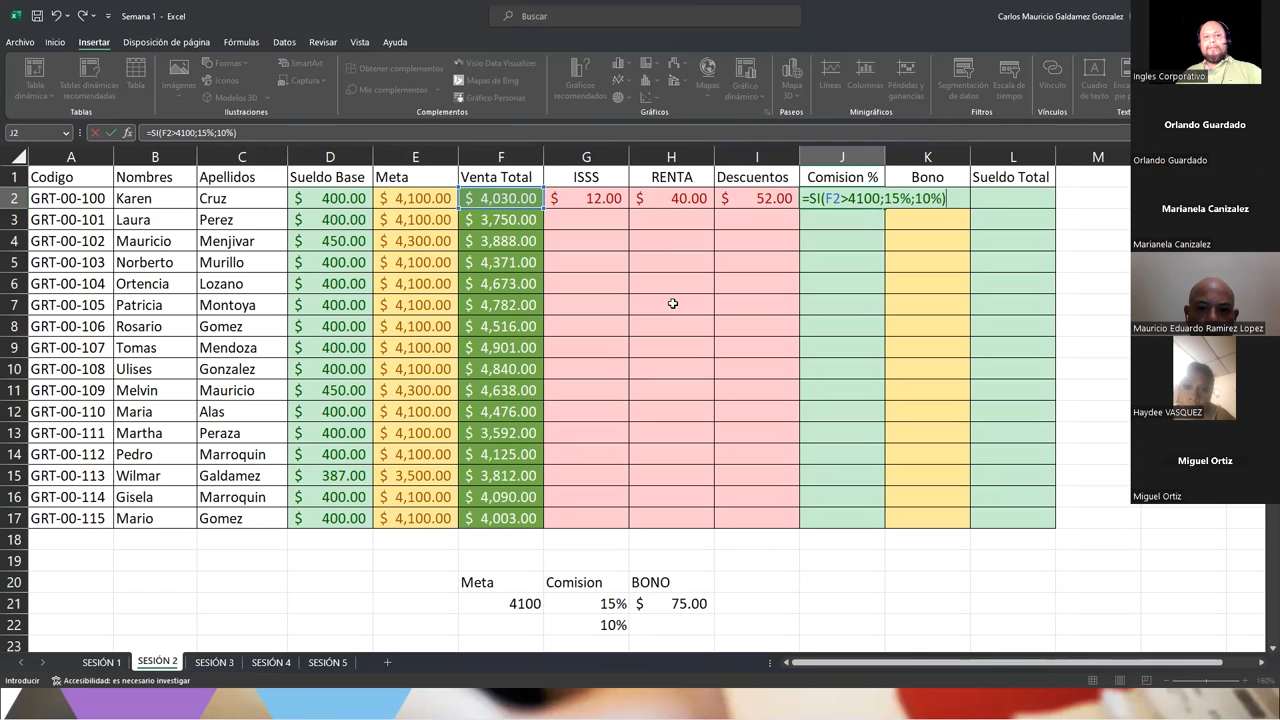 Semana 1 - Excel
Buscar
Carlos Mauricio Galdamez Gonzalez
Archivo Inicio Insertar Disposición de página Fórmulas Datos Revisar Vista Ayuda
Tabla dinámica
Tablas dinámicas recomendadas
Tabla
Tablas
Imágenes
Formas
Iconos
Modelos 3D
SmartArt
Captura
Ilustraciones
Obtener complementos
Mis complementos
Visio Data Visualizer
Mapas de Bing
Gráfico Personas
Complementos
Gráficos recomendados
Mapas
Gráfico dinámico
Gráficos
Mapa 3D
Paseos
Líneas
Columnas
Pérdidas y ganancias
Minigráficos
Segmentación de datos
Escala de tiempo
Filtros
Vínculo
Vínculos
Cuadro de texto
J2 fx =SI(F2>4100;15%;10%)
A B C D E F G H I J K L M
1 Codigo Nombres Apellidos Sueldo Base Meta Venta Total ISSS RENTA Descuentos Comision % Bono Sueldo Total
2 GRT-00-100 Karen Cruz $ 400.00 $ 4,100.00 $ 4,030.00 $ 12.00 $ 40.00 $ 52.00 =SI(F2>4100;15%;10%)
3 GRT-00-101 Laura Perez $ 400.00 $ 4,100.00 $ 3,750.00
4 GRT-00-102 Mauricio Menjivar $ 450.00 $ 4,300.00 $ 3,888.00
5 GRT-00-103 Norberto Murillo $ 400.00 $ 4,100.00 $ 4,371.00
6 GRT-00-104 Ortencia Lozano $ 400.00 $ 4,100.00 $ 4,673.00
7 GRT-00-105 Patricia Montoya $ 400.00 $ 4,100.00 $ 4,782.00
8 GRT-00-106 Rosario Gomez $ 400.00 $ 4,100.00 $ 4,516.00
9 GRT-00-107 Tomas Mendoza $ 400.00 $ 4,100.00 $ 4,901.00
10 GRT-00-108 Ulises Gonzalez $ 400.00 $ 4,100.00 $ 4,840.00
11 GRT-00-109 Melvin Mauricio $ 450.00 $ 4,300.00 $ 4,638.00
12 GRT-00-110 Maria Alas $ 400.00 $ 4,100.00 $ 4,476.00
13 GRT-00-111 Martha Peraza $ 400.00 $ 4,100.00 $ 3,592.00
14 GRT-00-112 Pedro Marroquin $ 400.00 $ 4,100.00 $ 4,125.00
15 GRT-00-113 Wilmar Galdamez $ 387.00 $ 3,500.00 $ 3,812.00
16 GRT-00-114 Gisela Marroquin $ 400.00 $ 4,100.00 $ 4,090.00
17 GRT-00-115 Mario Gomez $ 400.00 $ 4,100.00 $ 4,003.00
18
19
20 Meta Comision BONO
21 4100 15% $ 75.00
22 10%
23
SESIÓN 1 SESIÓN 2 SESIÓN 3 SESIÓN 4 SESIÓN 5
Introducir Accesibilidad: es necesario investigar 160%
Ingles Corporativo
Orlando Guardado
Orlando Guardado
Marianela Canizalez
Marianela Canizalez
Mauricio Eduardo Ramirez Lopez
Haydee VASQUEZ
Miguel Ortiz
Miguel Ortiz